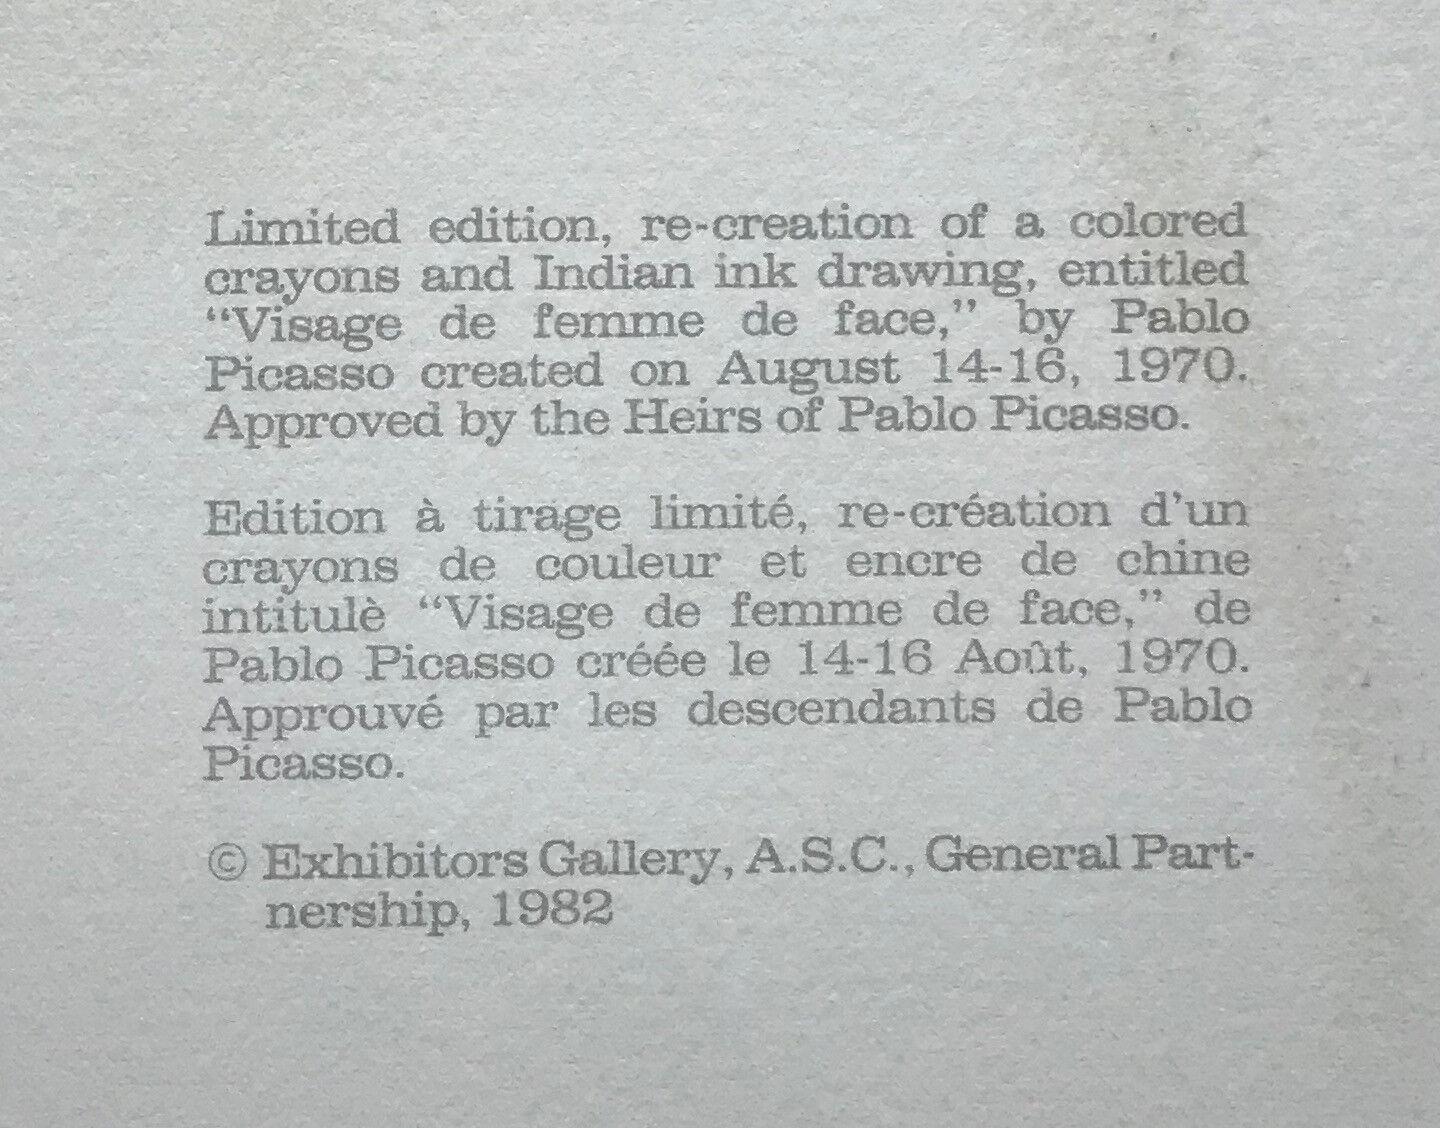 Limited edition, re-creation of a colored
crayons and Indian ink drawing, entitled
“Visage de femme de face,” by Pablo
Picasso created on August 14-16, 1970.
Approved by the Heirs of Pablo Picasso.
Edition à tirage limité, re-création d’un
crayons de couleur et encre de chine
intitulè “Visage de femme de face,” de
Pablo Picasso créée le 14-16 Août, 1970.
Approuvé par les descendants de Pablo
Picasso.
© Exhibitors Gallery, A.S.C., General Part-
nership, 1982